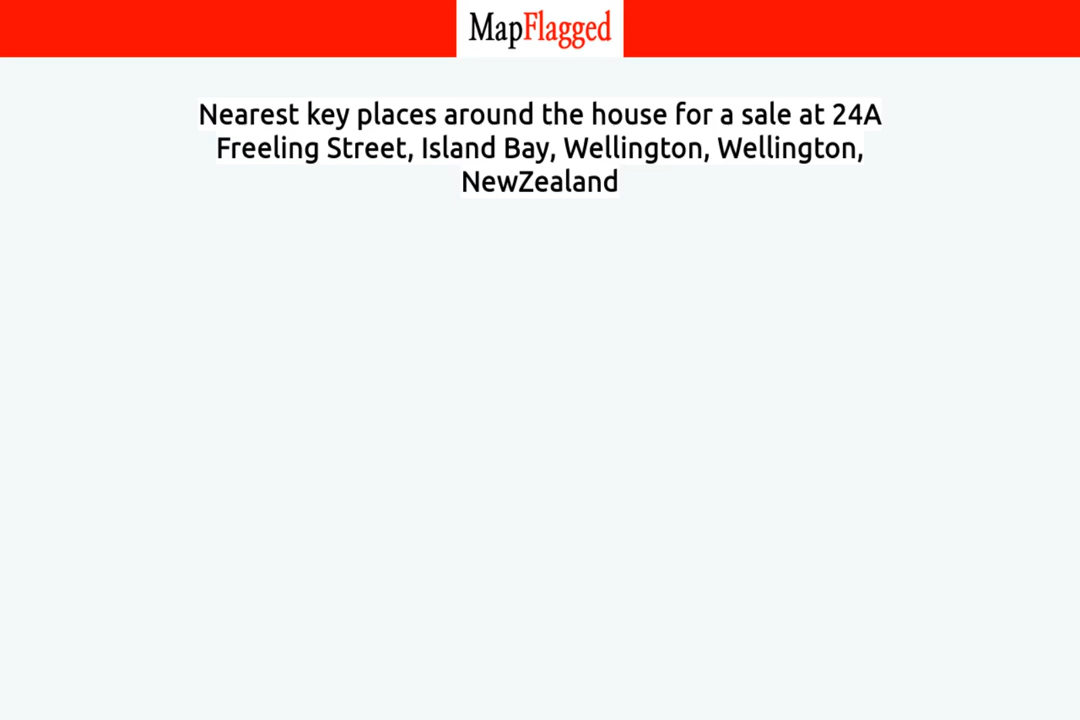 MapFlagged
Nearest key places around the house for a sale at 24A
Freeling Street, Island Bay, Wellington, Wellington,
NewZealand